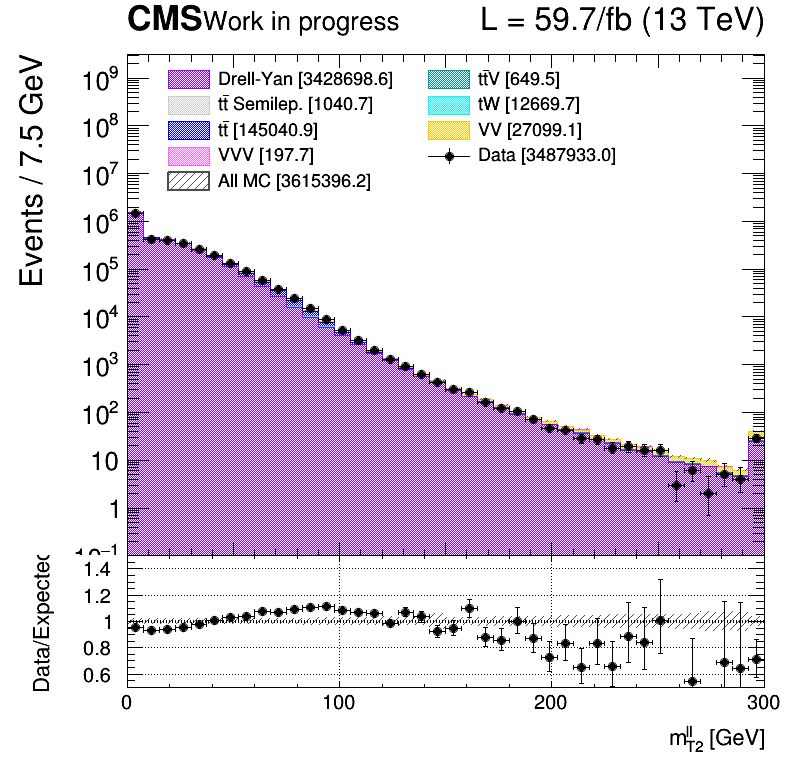 CMS Work in progress L = 59.7/fb (13 TeV)
Events / 7.5 GeV
Drell-Yan [3428698.6] tt̄V [649.5]
tt̄ Semilep. [1040.7] tW [12669.7]
tt̄ [145040.9] VV [27099.1]
VVV [197.7] Data [3487933.0]
All MC [3615396.2]
10⁹
10⁸
10⁷
10⁶
10⁵
10⁴
10³
10²
10
1
10⁻¹
Data/Expected
1.4
1.2
1
0.8
0.6
0 100 200 300
m_T2^ll [GeV]